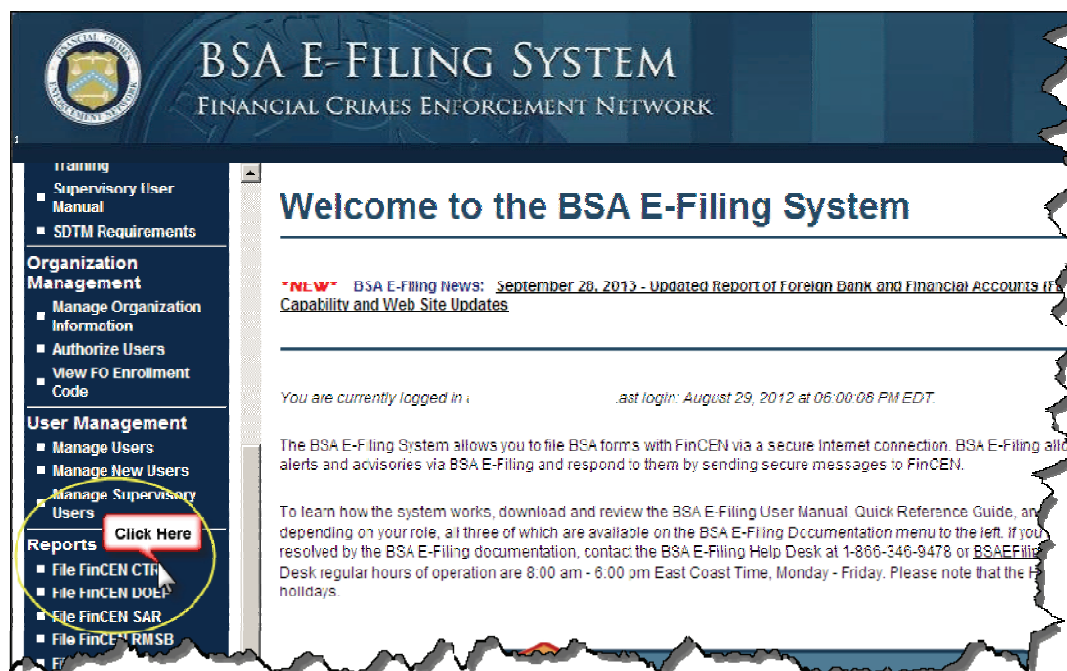 BSA E-FILING SYSTEM
FINANCIAL CRIMES ENFORCEMENT NETWORK
1
Training
Supervisory User
Manual
SDTM Requirements
Organization
Management
Manage Organization
Information
Authorize Users
View FO Enrollment
Code
User Management
Manage Users
Manage New Users
Manage Supervisory
Users
Click Here
Reports
File FinCEN CTR
File FinCEN DOEP
File FinCEN SAR
File FinCEN RMSB
Welcome to the BSA E-Filing System
*NEW* BSA E-Filing News: September 28, 2013 - Updated Report of Foreign Bank and Financial Accounts
Capability and Web Site Updates
You are currently logged in last login: August 29, 2012 at 06:00:08 PM EDT.
The BSA E-Filing System allows you to file BSA forms with FinCEN via a secure Internet connection. BSA E-Filing
alerts and advisories via BSA E-Filing and respond to them by sending secure messages to FinCEN.
To learn how the system works, download and review the BSA E-Filing User Manual, Quick Reference Guide,
depending on your role, all three of which are available on the BSA E-Filing Documentation menu to the left. If you
resolved by the BSA E-Filing documentation, contact the BSA E-Filing Help Desk at 1-866-346-9478 or
Desk regular hours of operation are 8:00 am - 6:00 pm East Coast Time, Monday - Friday. Please note that the
holidays.